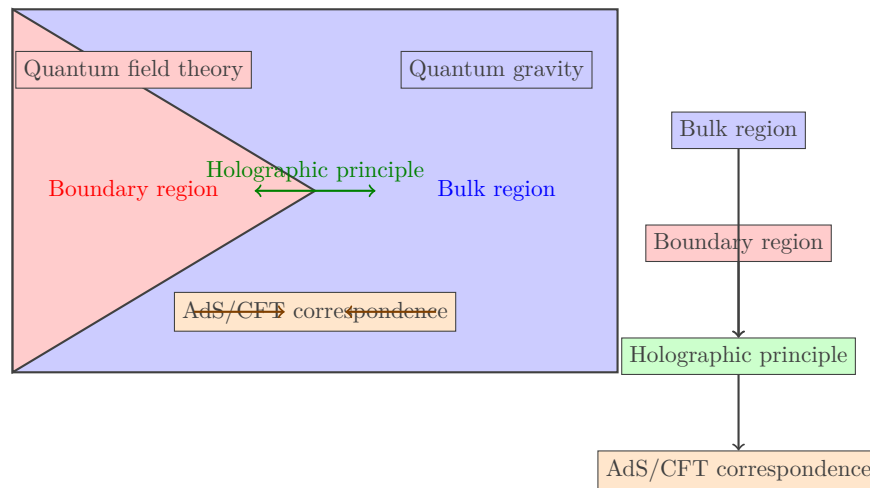 Quantum field theory
Quantum gravity
Holographic principle
Boundary region
Bulk region
AdS/CFT correspondence
Bulk region
Boundary region
Holographic principle
AdS/CFT correspondence